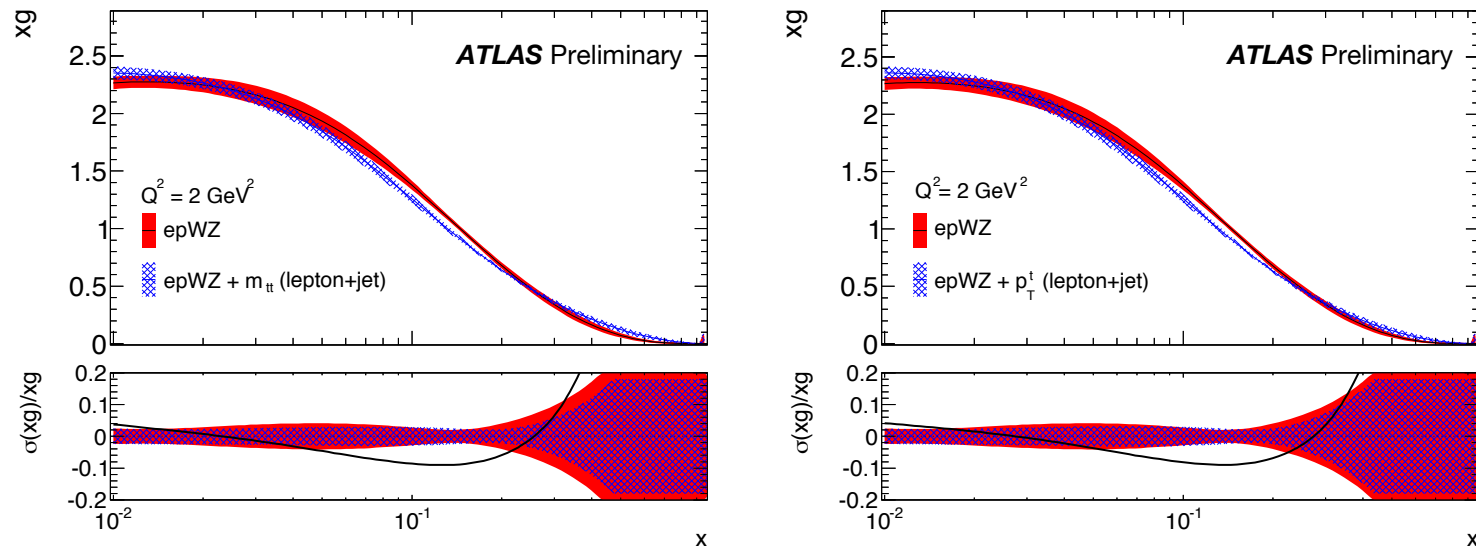 xg
ATLAS Preliminary
2.5
2
1.5
1
0.5
0
Q² = 2 GeV²
epWZ
epWZ + m_tt (lepton+jet)
σ(xg)/xg
0.2
0.1
0
-0.1
-0.2
10⁻²
10⁻¹
x
xg
ATLAS Preliminary
2.5
2
1.5
1
0.5
0
Q² = 2 GeV²
epWZ
epWZ + p_T^t (lepton+jet)
σ(xg)/xg
0.2
0.1
0
-0.1
-0.2
10⁻²
10⁻¹
x